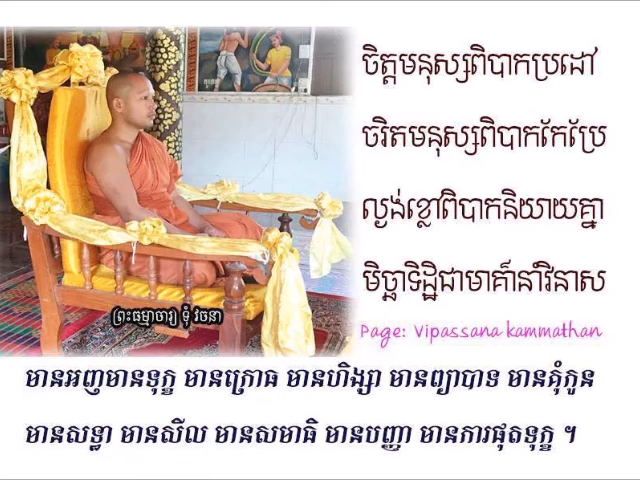 ចិត្តមនុស្សពិបាកប្រដៅ
ចរិតមនុស្សពិបាកកែប្រែ
ល្ងង់ខ្លៅពិបាកនិយាយគ្នា
មិច្ឆាទិដ្ឋិជាមាគ៌ានាំវិនាស
Page: Vipassana kammathan
(ព្រះធម្មាចារ្យ) ទុំ វចនា
មានអញមានទុក្ខ មានក្រោធ មានហិង្សា មានព្យាបាទ មានគុំកួន
មានសទ្ធា មានសីល មានសមាធិ មានបញ្ញា មានការផុតទុក្ខ ។